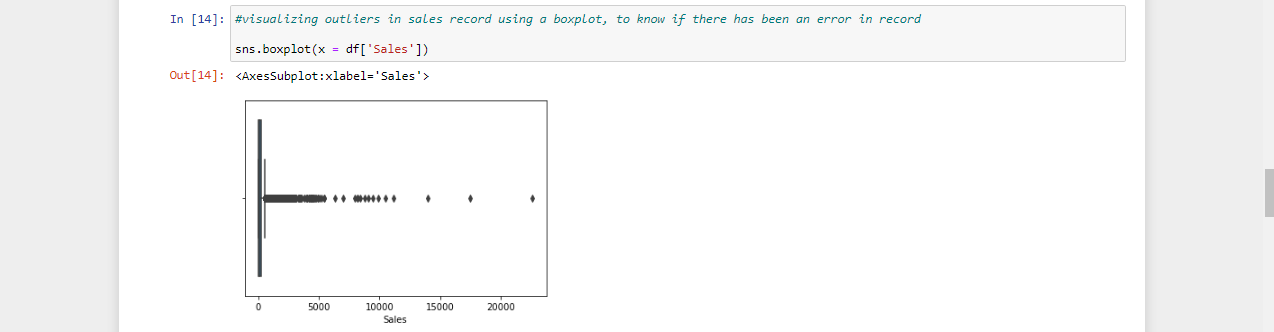 In [14]: #visualizing outliers in sales record using a boxplot, to know if there has been an error in record
sns.boxplot(x = df['Sales'])
Out[14]: <AxesSubplot:xlabel='Sales'>
0 5000 10000 15000 20000
Sales